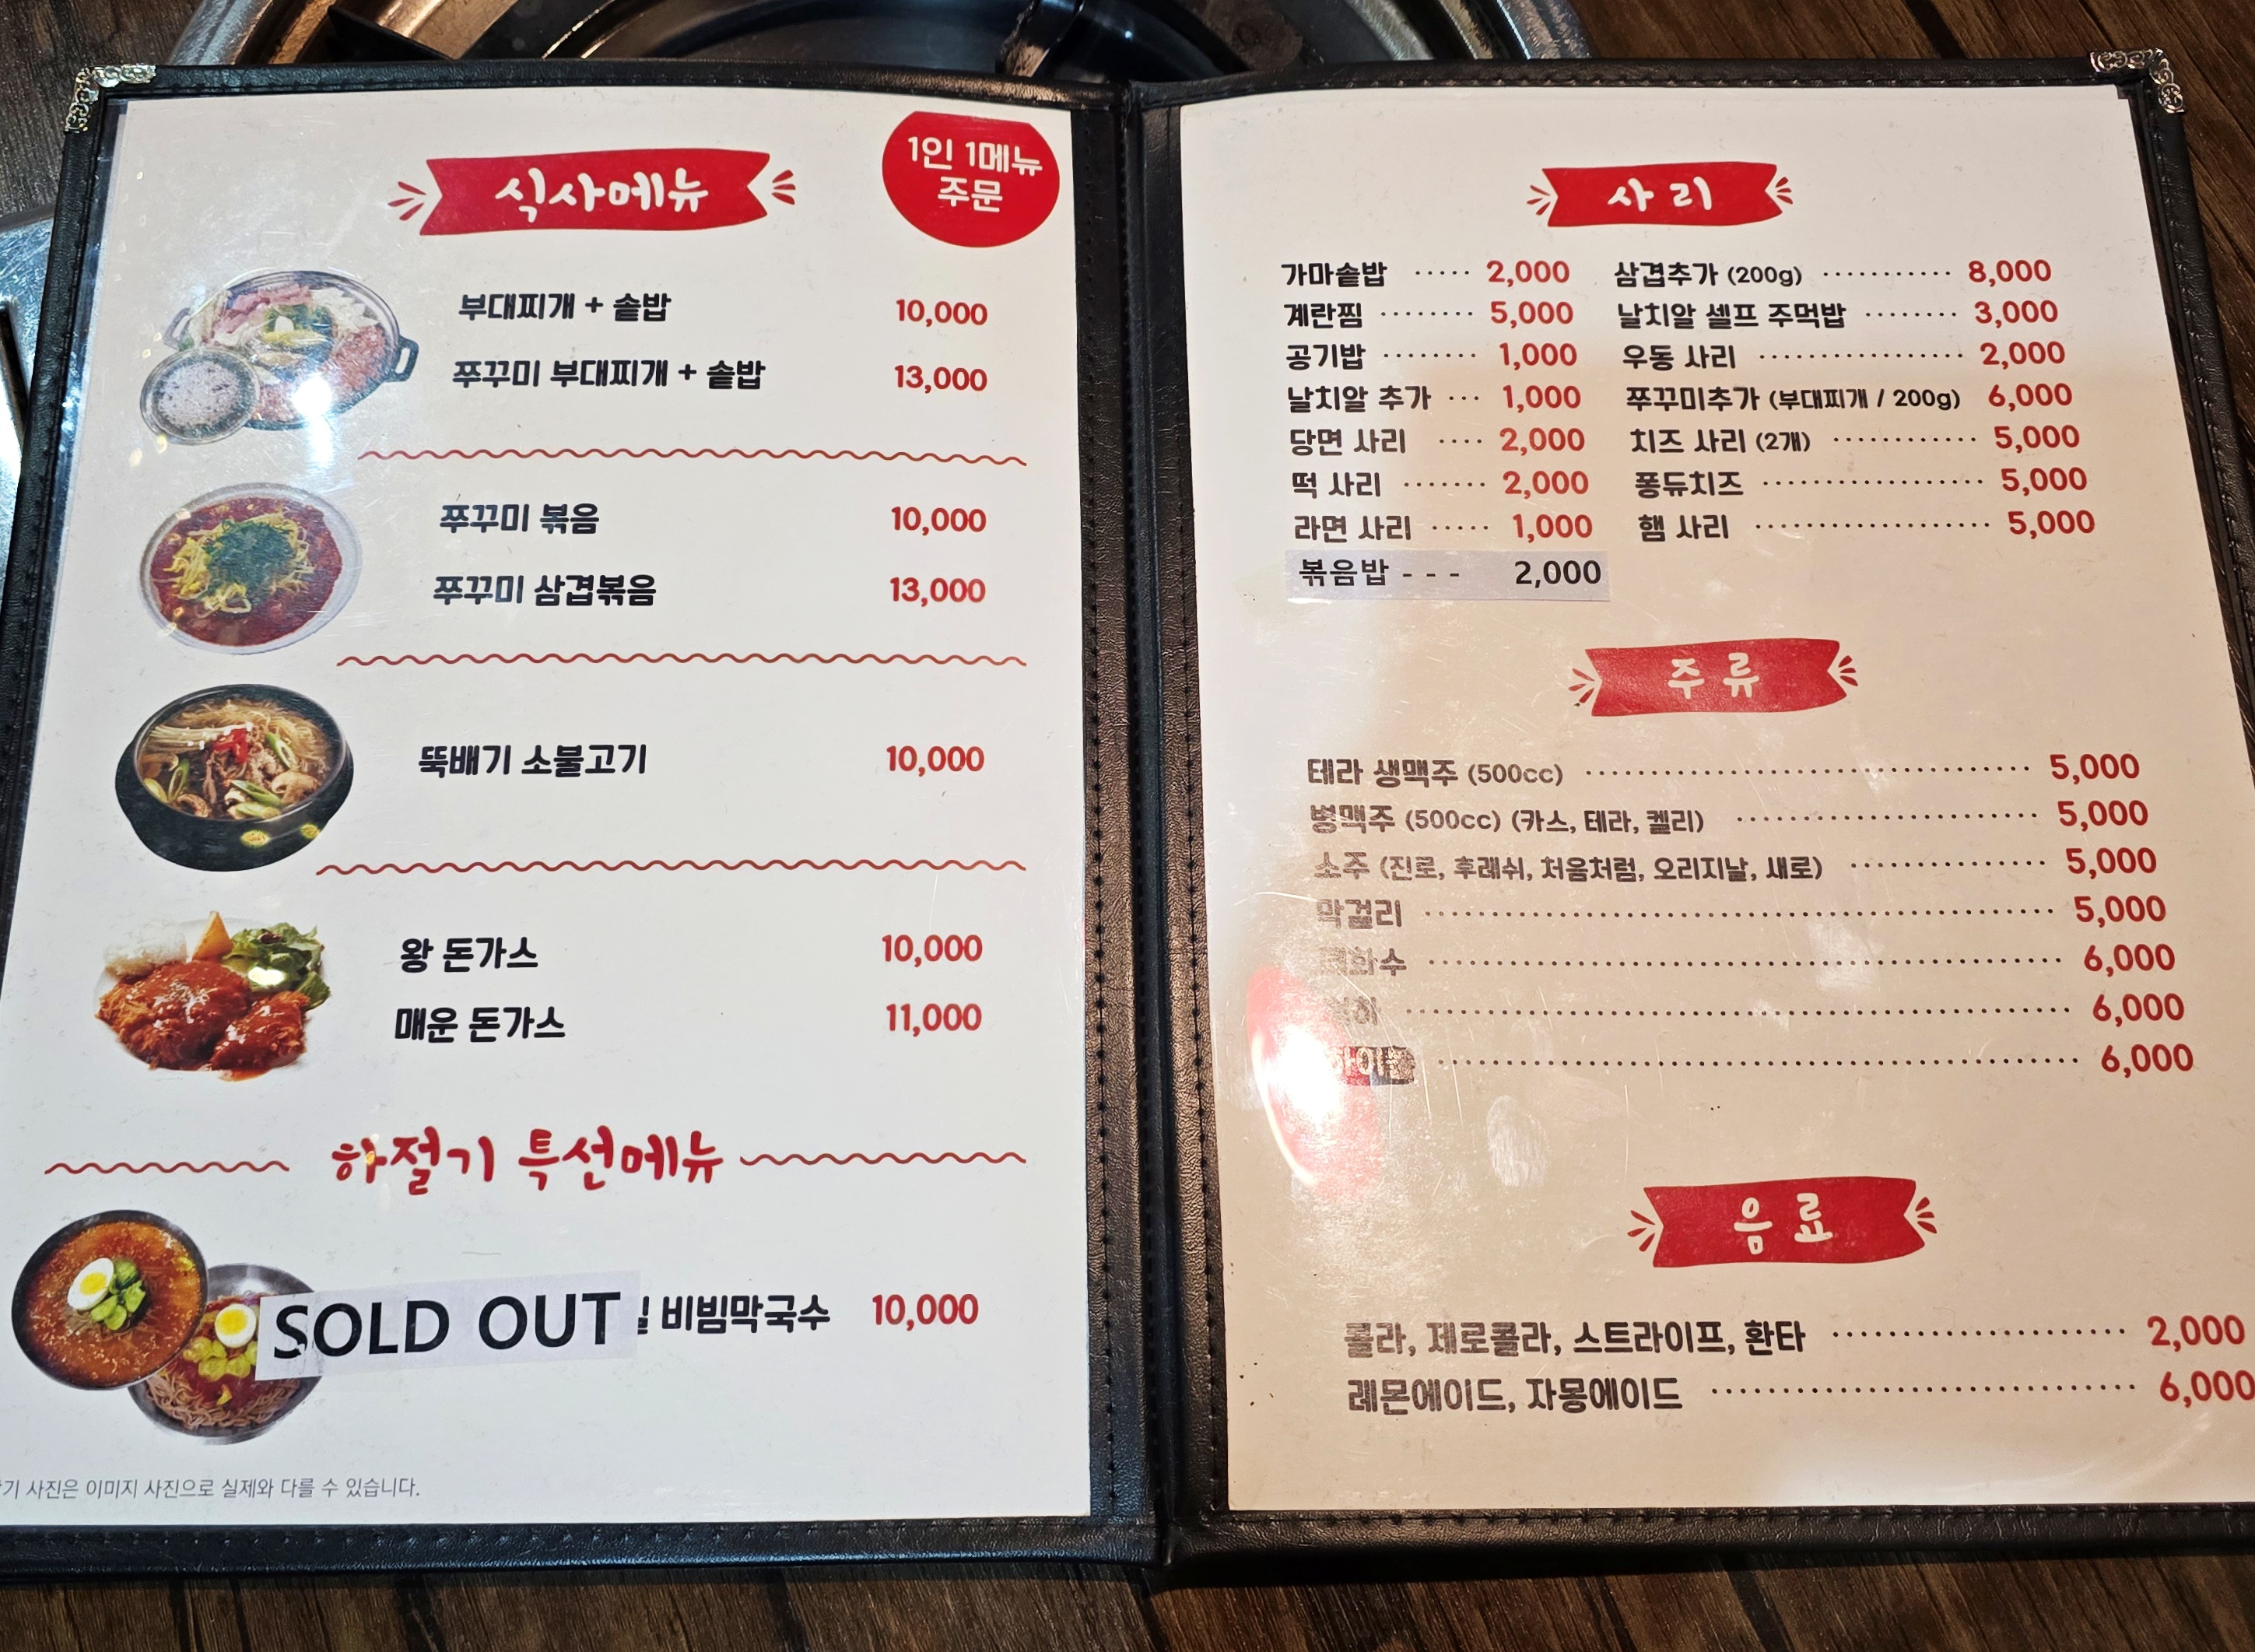 식사메뉴
1인 1메뉴
주문
부대찌개 + 솥밥 10,000
쭈꾸미 부대찌개 + 솥밥 13,000
쭈꾸미 볶음 10,000
쭈꾸미 삼겹볶음 13,000
뚝배기 소불고기 10,000
왕 돈가스 10,000
매운 돈가스 11,000
하절기 특선메뉴
SOLD OUT 비빔막국수 10,000
사진은 이미지 사진으로 실제와 다를 수 있습니다.
사리
가마솥밥 ····· 2,000
계란찜 ········ 5,000
공기밥 ········ 1,000
날치알 추가 ··· 1,000
당면 사리 ···· 2,000
떡 사리 ······· 2,000
라면 사리 ····· 1,000
볶음밥 - - - 2,000
삼겹추가 (200g) ··········· 8,000
날치알 셀프 주먹밥 ········ 3,000
우동 사리 ·················· 2,000
쭈꾸미추가 (부대찌개 / 200g) 6,000
치즈 사리 (2개) ············ 5,000
퐁듀치즈 ··················· 5,000
햄 사리 ···················· 5,000
주류
테라 생맥주 (500cc) ···················· 5,000
병맥주 (500cc) (카스, 테라, 켈리) ···················· 5,000
소주 (진로, 후레쉬, 처음처럼, 오리지날, 새로) ·················· 5,000
막걸리 ···················· 5,000
···················· 6,000
···················· 6,000
···················· 6,000
음료
콜라, 제로콜라, 스트라이프, 환타 ···················· 2,000
레몬에이드, 자몽에이드 ···················· 6,000